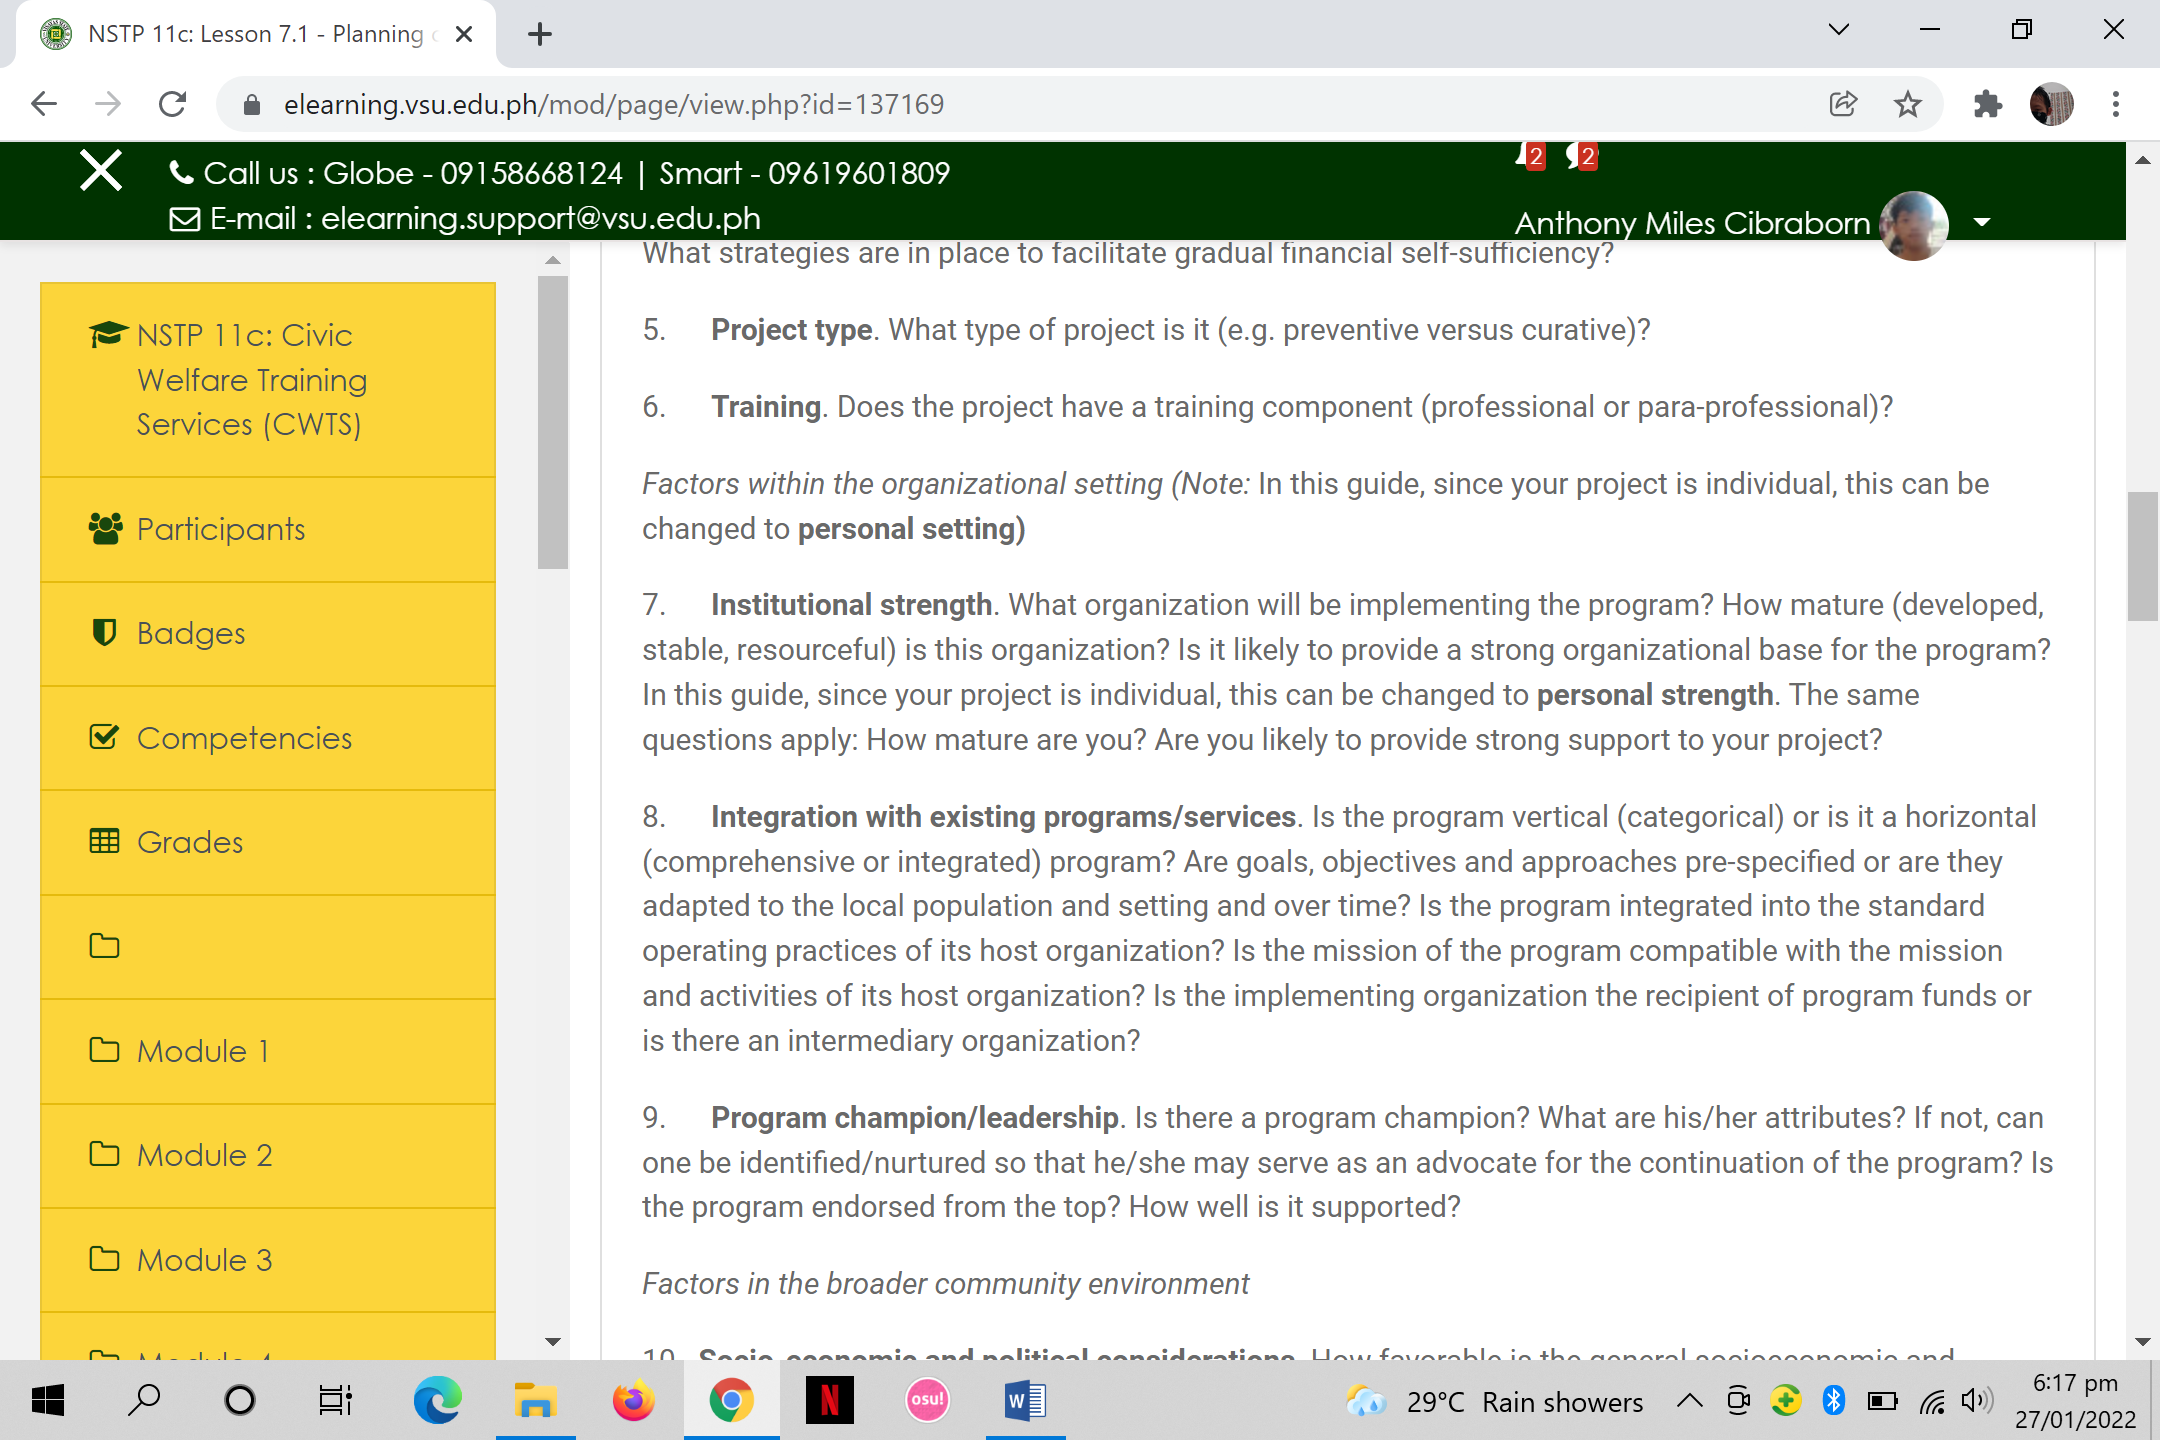 NSTP 11c: Lesson 7.1 - Planning
elearning.vsu.edu.ph/mod/page/view.php?id=137169
Call us : Globe - 09158668124 | Smart - 09619601809
E-mail : elearning.support@vsu.edu.ph
2
2
Anthony Miles Cibraborn
NSTP 11c: Civic
Welfare Training
Services (CWTS)
Participants
Badges
Competencies
Grades
Module 1
Module 2
Module 3
Module 4
What strategies are in place to facilitate gradual financial self-sufficiency?
5. Project type. What type of project is it (e.g. preventive versus curative)?
6. Training. Does the project have a training component (professional or para-professional)?
Factors within the organizational setting (Note: In this guide, since your project is individual, this can be
changed to personal setting)
7. Institutional strength. What organization will be implementing the program? How mature (developed,
stable, resourceful) is this organization? Is it likely to provide a strong organizational base for the program?
In this guide, since your project is individual, this can be changed to personal strength. The same
questions apply: How mature are you? Are you likely to provide strong support to your project?
8. Integration with existing programs/services. Is the program vertical (categorical) or is it a horizontal
(comprehensive or integrated) program? Are goals, objectives and approaches pre-specified or are they
adapted to the local population and setting and over time? Is the program integrated into the standard
operating practices of its host organization? Is the mission of the program compatible with the mission
and activities of its host organization? Is the implementing organization the recipient of program funds or
is there an intermediary organization?
9. Program champion/leadership. Is there a program champion? What are his/her attributes? If not, can
one be identified/nurtured so that he/she may serve as an advocate for the continuation of the program? Is
the program endorsed from the top? How well is it supported?
Factors in the broader community environment
10. Socio-economic and political considerations. How favorable is the general socioeconomic and
N
osu!
W
29°C Rain showers
6:17 pm
27/01/2022